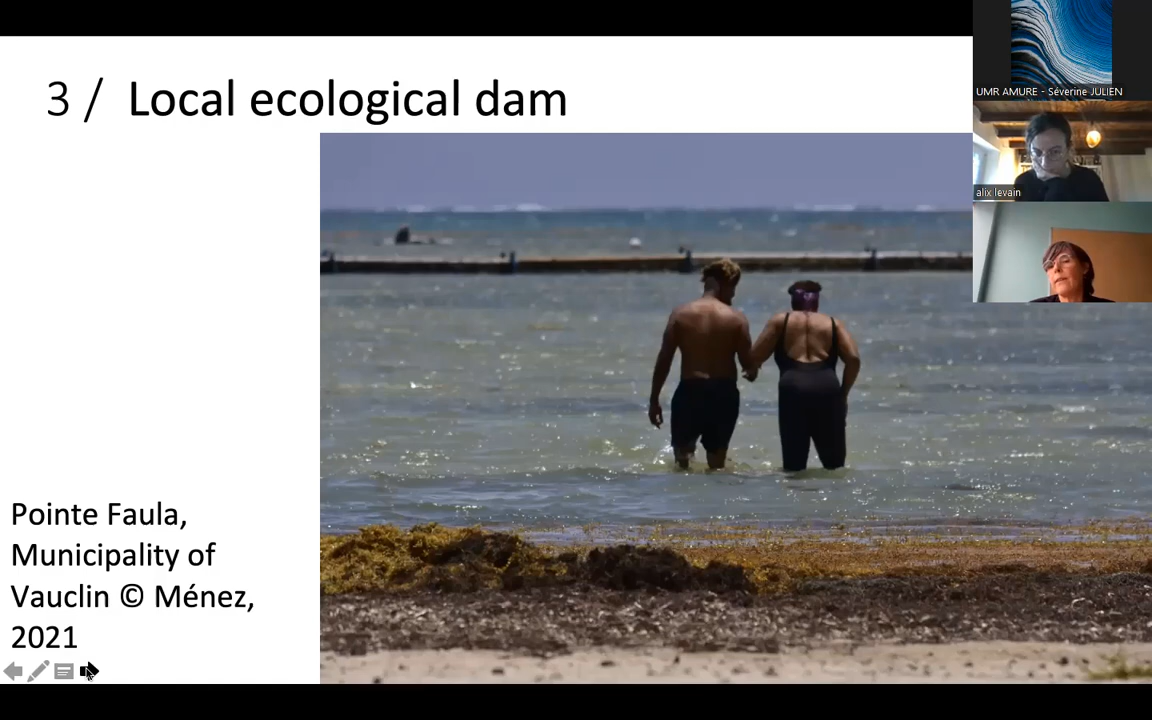 3 / Local ecological dam
UMR AMURE - Séverine JULIEN
alix levain
Pointe Faula,
Municipality of
Vauclin © Ménez,
2021